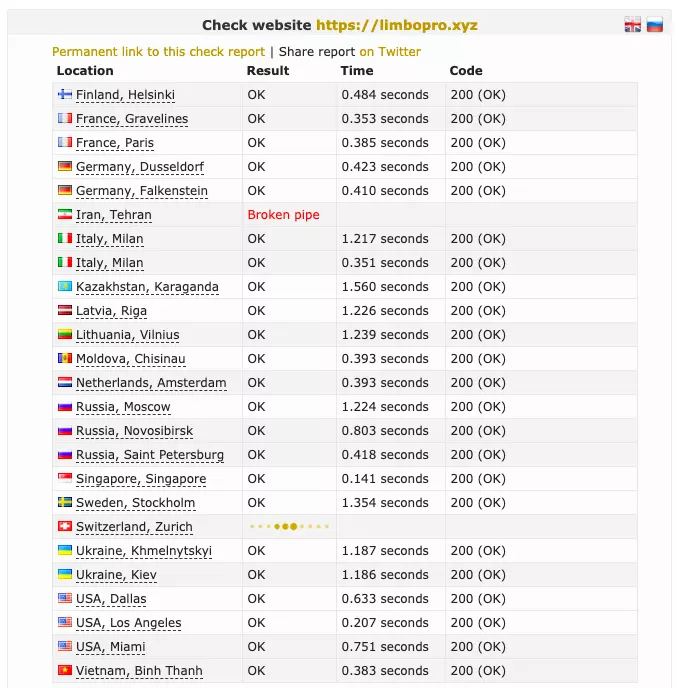 Check website https://limbopro.xyz
Permanent link to this check report | Share report on Twitter
Location Result Time Code
Finland, Helsinki OK 0.484 seconds 200 (OK)
France, Gravelines OK 0.353 seconds 200 (OK)
France, Paris OK 0.385 seconds 200 (OK)
Germany, Dusseldorf OK 0.423 seconds 200 (OK)
Germany, Falkenstein OK 0.410 seconds 200 (OK)
Iran, Tehran Broken pipe
Italy, Milan OK 1.217 seconds 200 (OK)
Italy, Milan OK 0.351 seconds 200 (OK)
Kazakhstan, Karaganda OK 1.560 seconds 200 (OK)
Latvia, Riga OK 1.226 seconds 200 (OK)
Lithuania, Vilnius OK 1.239 seconds 200 (OK)
Moldova, Chisinau OK 0.393 seconds 200 (OK)
Netherlands, Amsterdam OK 0.393 seconds 200 (OK)
Russia, Moscow OK 1.224 seconds 200 (OK)
Russia, Novosibirsk OK 0.803 seconds 200 (OK)
Russia, Saint Petersburg OK 0.418 seconds 200 (OK)
Singapore, Singapore OK 0.141 seconds 200 (OK)
Sweden, Stockholm OK 1.354 seconds 200 (OK)
Switzerland, Zurich
Ukraine, Khmelnytskyi OK 1.187 seconds 200 (OK)
Ukraine, Kiev OK 1.186 seconds 200 (OK)
USA, Dallas OK 0.633 seconds 200 (OK)
USA, Los Angeles OK 0.207 seconds 200 (OK)
USA, Miami OK 0.751 seconds 200 (OK)
Vietnam, Binh Thanh OK 0.383 seconds 200 (OK)